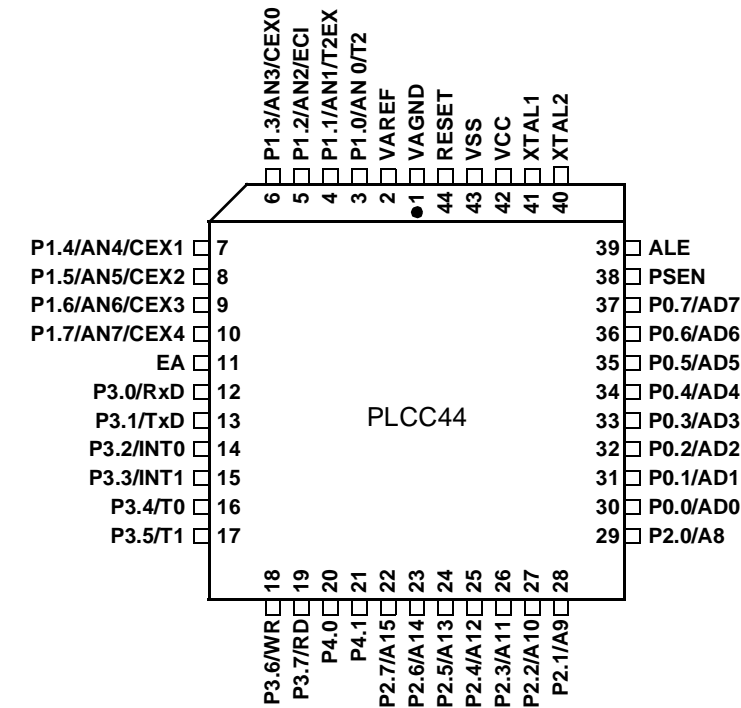 P1.3/AN3/CEX0
P1.2/AN2/ECI
P1.1/AN1/T2EX
P1.0/AN 0/T2
VAREF
VAGND
RESET
VSS
VCC
XTAL1
XTAL2
6 5 4 3 2 1 44 43 42 41 40
P1.4/AN4/CEX1 7
P1.5/AN5/CEX2 8
P1.6/AN6/CEX3 9
P1.7/AN7/CEX4 10
EA 11
P3.0/RxD 12
P3.1/TxD 13
P3.2/INT0 14
P3.3/INT1 15
P3.4/T0 16
P3.5/T1 17
PLCC44
39 ALE
38 PSEN
37 P0.7/AD7
36 P0.6/AD6
35 P0.5/AD5
34 P0.4/AD4
33 P0.3/AD3
32 P0.2/AD2
31 P0.1/AD1
30 P0.0/AD0
29 P2.0/A8
18 19 20 21 22 23 24 25 26 27 28
P3.6/WR
P3.7/RD
P4.0
P4.1
P2.7/A15
P2.6/A14
P2.5/A13
P2.4/A12
P2.3/A11
P2.2/A10
P2.1/A9